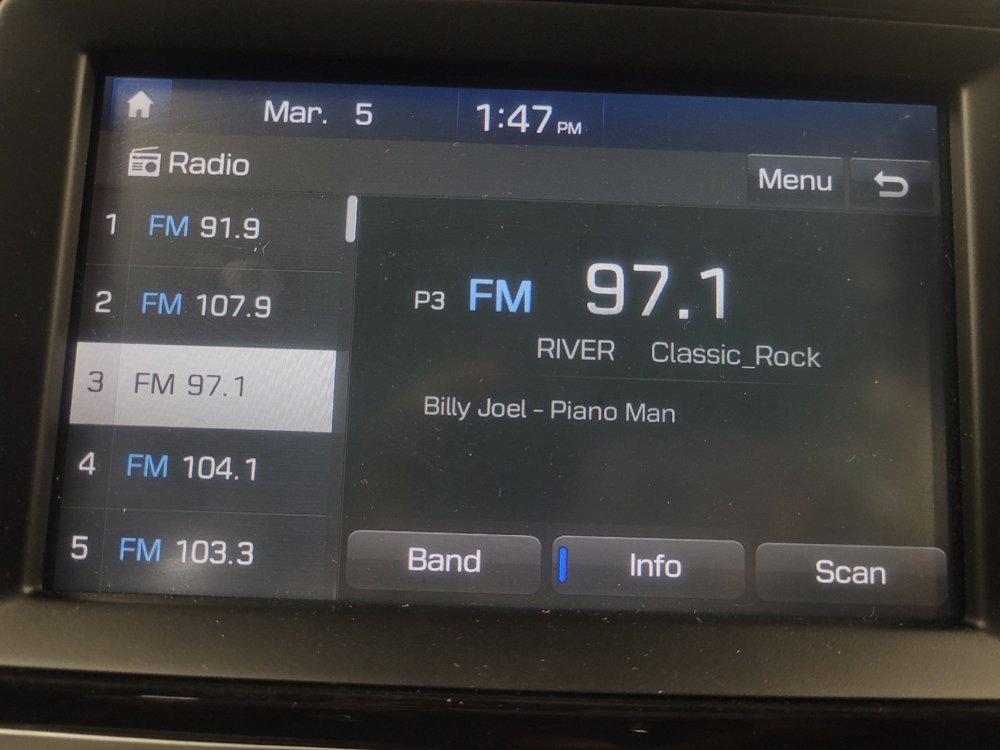 Mar. 5 1:47 PM
Radio
Menu
1 FM 91.9
2 FM 107.9
3 FM 97.1
4 FM 104.1
5 FM 103.3
P3 FM 97.1
RIVER Classic_Rock
Billy Joel - Piano Man
Band Info Scan